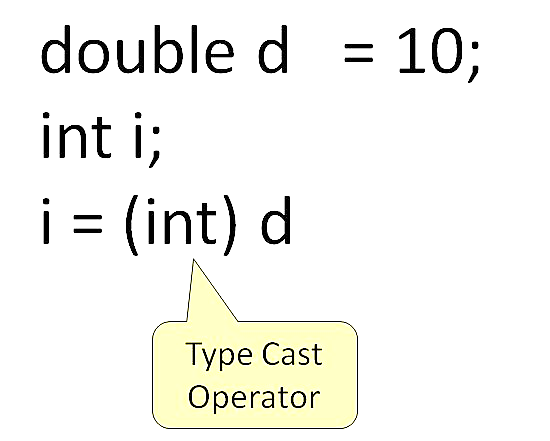 double d = 10;
int i;
i = (int) d
Type Cast
Operator